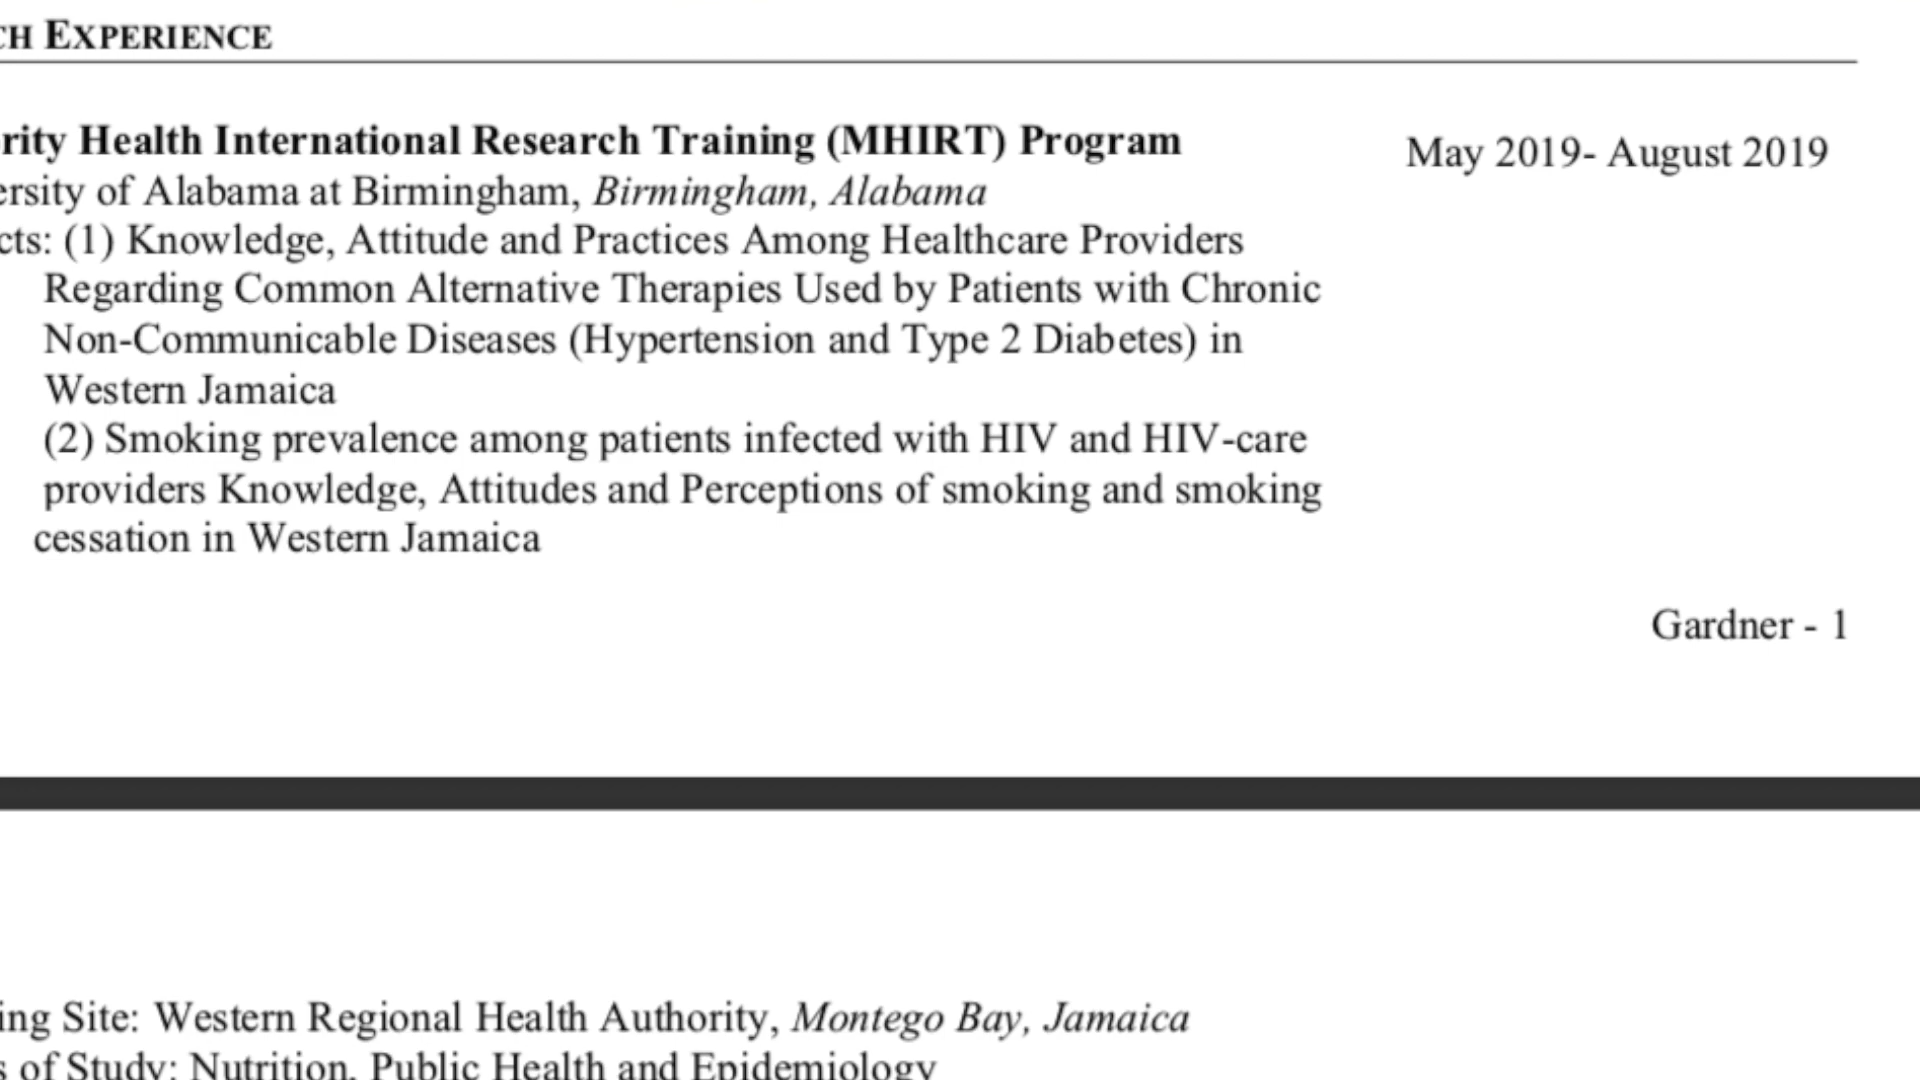 CH EXPERIENCE
rity Health International Research Training (MHIRT) Program
May 2019- August 2019
ersity of Alabama at Birmingham, Birmingham, Alabama
cts: (1) Knowledge, Attitude and Practices Among Healthcare Providers
Regarding Common Alternative Therapies Used by Patients with Chronic
Non-Communicable Diseases (Hypertension and Type 2 Diabetes) in
Western Jamaica
(2) Smoking prevalence among patients infected with HIV and HIV-care
providers Knowledge, Attitudes and Perceptions of smoking and smoking
cessation in Western Jamaica
Gardner - 1
ing Site: Western Regional Health Authority, Montego Bay, Jamaica
s of Study: Nutrition, Public Health and Epidemiology